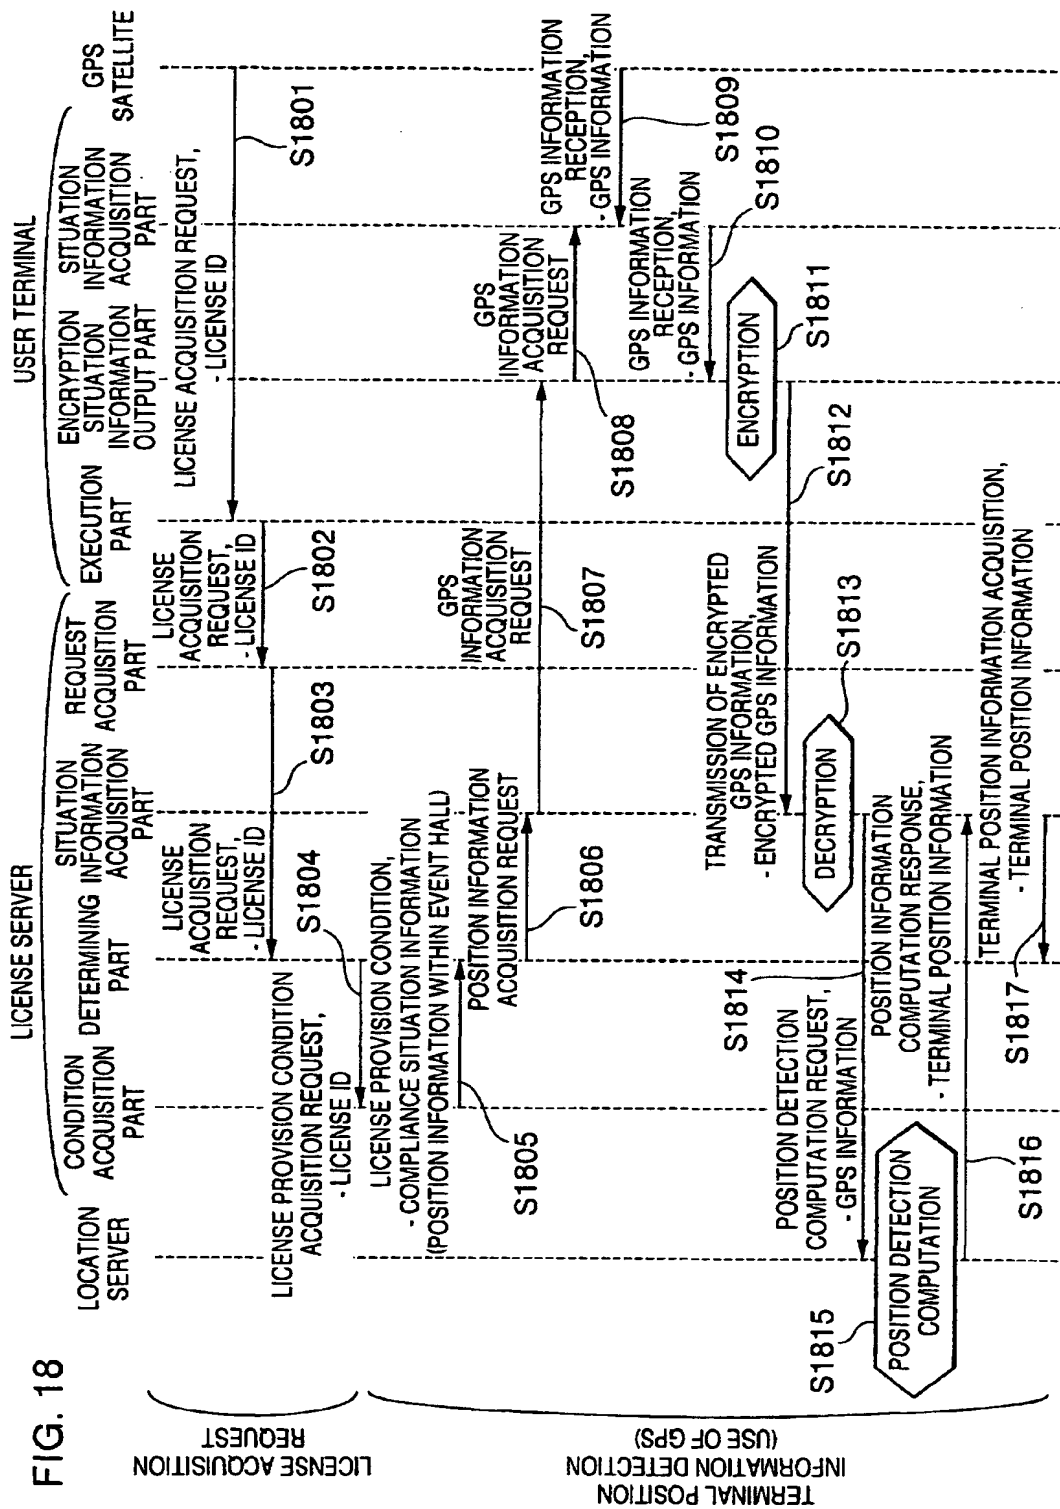 FIG. 18
LOCATION
SERVER
LICENSE SERVER
CONDITION
ACQUISITION
PART
DETERMINING
PART
SITUATION
INFORMATION
ACQUISITION
PART
REQUEST
ACQUISITION
PART
USER TERMINAL
EXECUTION
PART
ENCRYPTION
SITUATION
INFORMATION
OUTPUT PART
SITUATION
INFORMATION
ACQUISITION
PART
GPS
SATELLITE
LICENSE ACQUISITION
REQUEST
LICENSE ACQUISITION REQUEST,
- LICENSE ID
S1801
LICENSE
ACQUISITION
REQUEST,
- LICENSE ID
S1802
LICENSE
ACQUISITION
REQUEST,
- LICENSE ID
S1803
LICENSE PROVISION CONDITION
ACQUISITION REQUEST,
- LICENSE ID
S1804
TERMINAL POSITION
INFORMATION DETECTION
(USE OF GPS)
LICENSE PROVISION CONDITION,
- COMPLIANCE SITUATION INFORMATION
(POSITION INFORMATION WITHIN EVENT HALL)
S1805
POSITION INFORMATION
ACQUISITION REQUEST
S1806
GPS
INFORMATION
ACQUISITION
REQUEST
S1807
GPS
INFORMATION
ACQUISITION
REQUEST
S1808
GPS INFORMATION
RECEPTION,
- GPS INFORMATION
S1809
GPS INFORMATION
RECEPTION,
- GPS INFORMATION
S1810
ENCRYPTION
S1811
TRANSMISSION OF ENCRYPTED
GPS INFORMATION,
- ENCRYPTED GPS INFORMATION
S1812
DECRYPTION
S1813
POSITION DETECTION
COMPUTATION REQUEST,
- GPS INFORMATION
S1814
POSITION DETECTION
COMPUTATION
S1815
POSITION INFORMATION
COMPUTATION RESPONSE,
- TERMINAL POSITION INFORMATION
S1816
TERMINAL POSITION INFORMATION ACQUISITION,
- TERMINAL POSITION INFORMATION
S1817